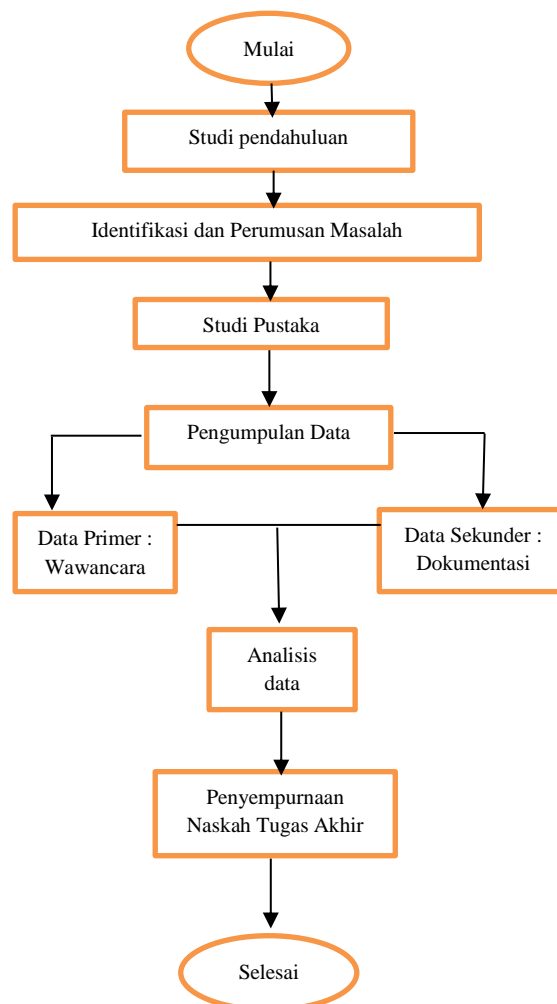 Mulai
Studi pendahuluan
Identifikasi dan Perumusan Masalah
Studi Pustaka
Pengumpulan Data
Data Primer :
Wawancara
Data Sekunder :
Dokumentasi
Analisis
data
Penyempurnaan
Naskah Tugas Akhir
Selesai